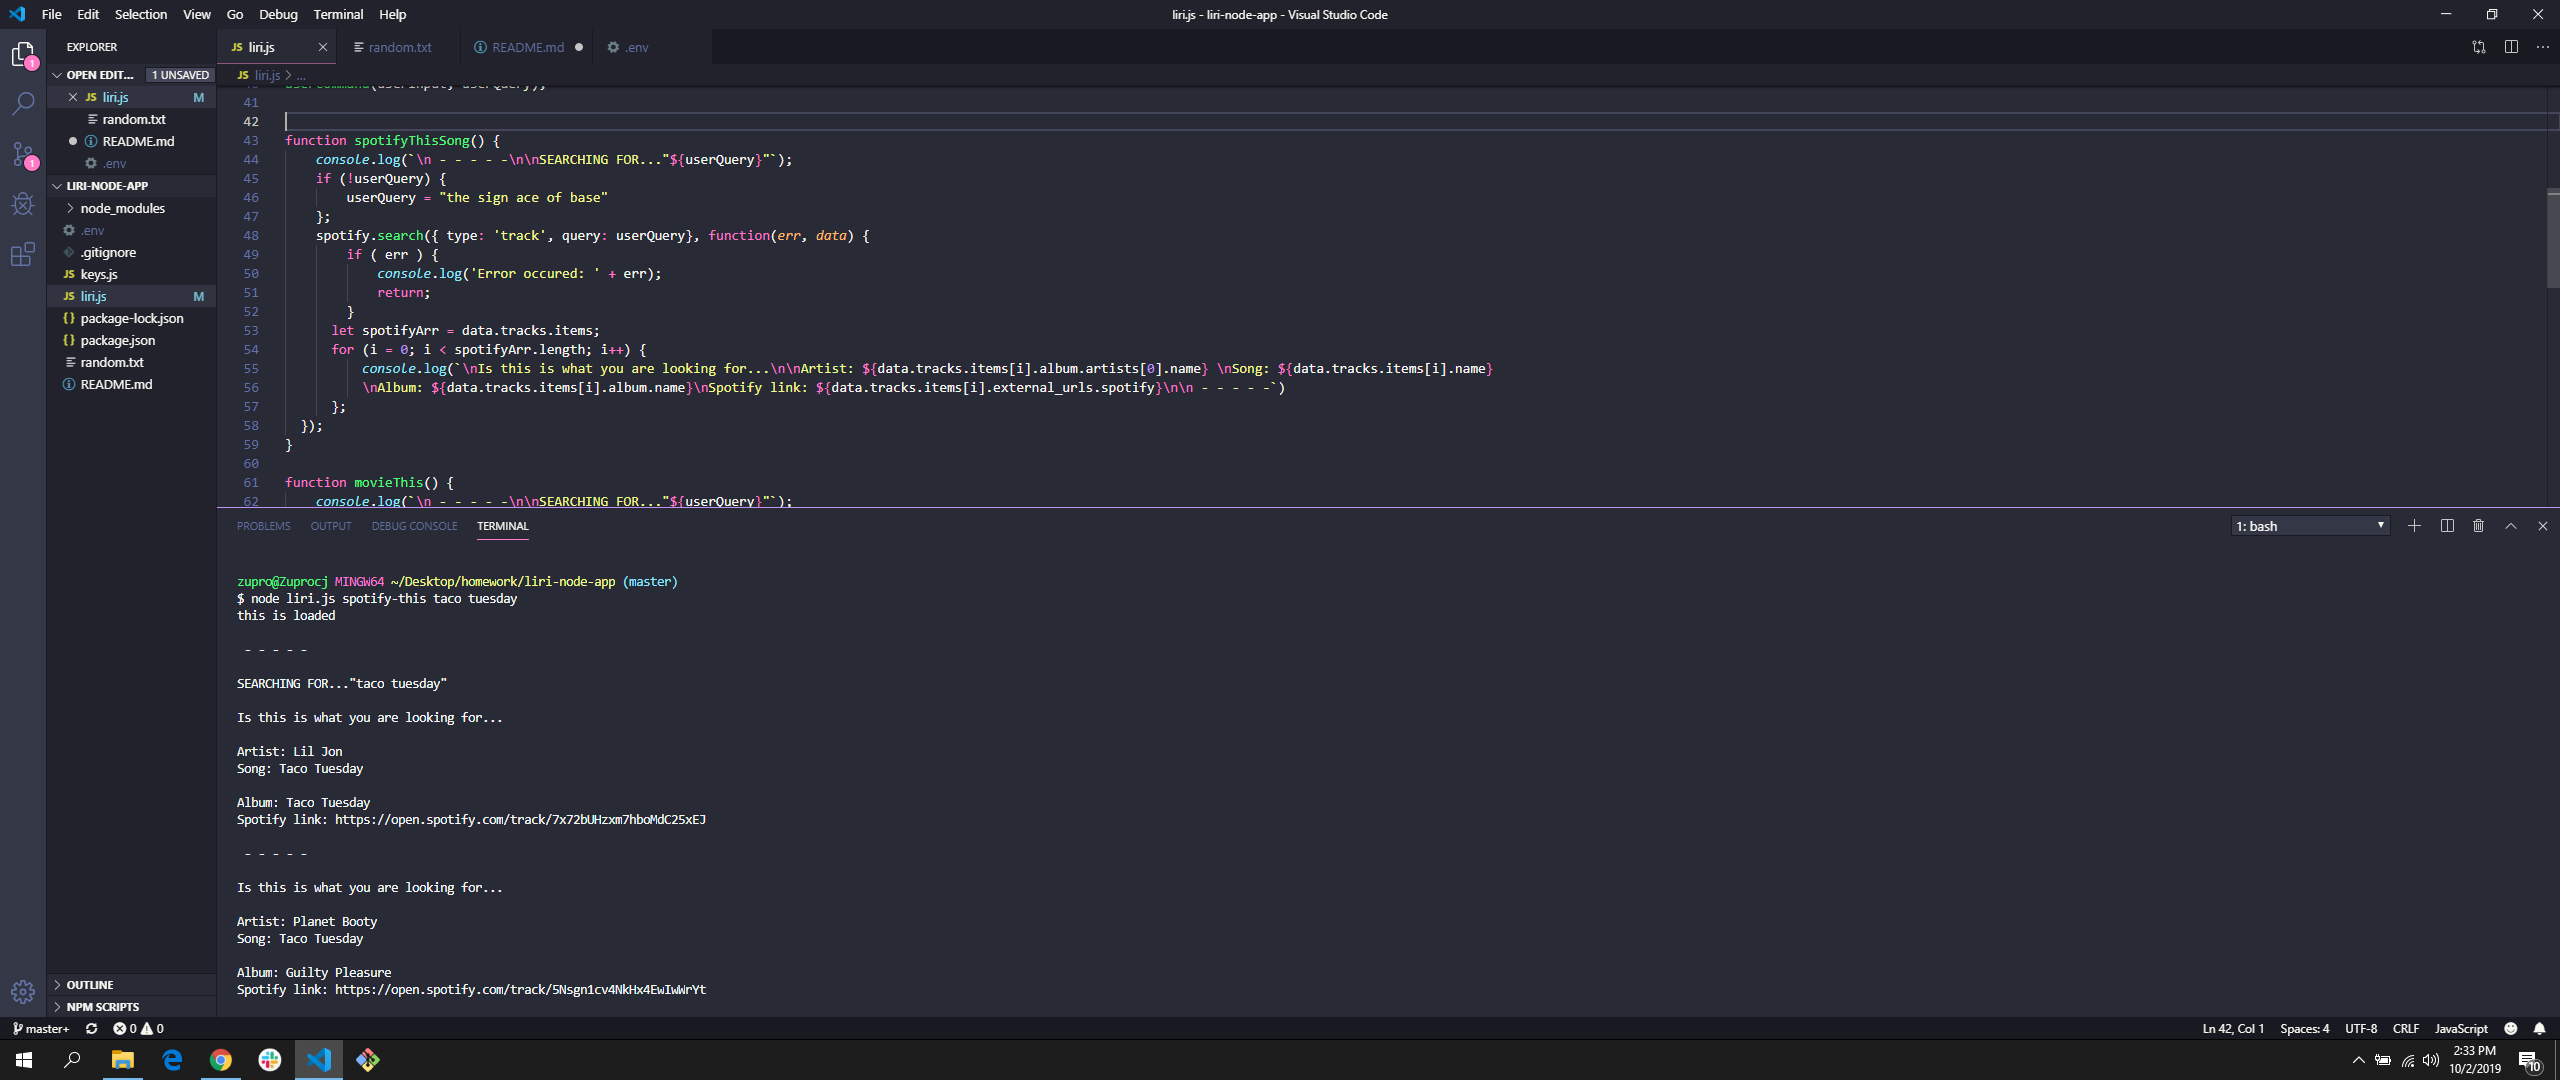 File Edit Selection View Go Debug Terminal Help
liri.js - liri-node-app - Visual Studio Code
EXPLORER
OPEN EDIT... 1 UNSAVED
JS liri.js M
random.txt
README.md
.env
LIRI-NODE-APP
node_modules
.env
.gitignore
JS keys.js
JS liri.js M
{} package-lock.json
{} package.json
random.txt
README.md
OUTLINE
NPM SCRIPTS
1
1
JS liri.js random.txt README.md .env
JS liri.js > ...
41
42
43 function spotifyThisSong() {
44 console.log(`\n - - - - -\n\nSEARCHING FOR..."${userQuery}"`);
45 if (!userQuery) {
46 userQuery = "the sign ace of base"
47 };
48 spotify.search({ type: 'track', query: userQuery}, function(err, data) {
49 if ( err ) {
50 console.log('Error occured: ' + err);
51 return;
52 }
53 let spotifyArr = data.tracks.items;
54 for (i = 0; i < spotifyArr.length; i++) {
55 console.log(`\nIs this is what you are looking for...\n\nArtist: ${data.tracks.items[i].album.artists[0].name} \nSong: ${data.tracks.items[i].name}
56 \nAlbum: ${data.tracks.items[i].album.name}\nSpotify link: ${data.tracks.items[i].external_urls.spotify}\n\n - - - - -`)
57 };
58 });
59 }
60
61 function movieThis() {
62 console.log(`\n - - - - -\n\nSEARCHING FOR..."${userQuery}"`);
PROBLEMS OUTPUT DEBUG CONSOLE TERMINAL
1: bash
zupro@Zuprocj MINGW64 ~/Desktop/homework/liri-node-app (master)
$ node liri.js spotify-this taco tuesday
this is loaded
- - - - -
SEARCHING FOR..."taco tuesday"
Is this is what you are looking for...
Artist: Lil Jon
Song: Taco Tuesday
Album: Taco Tuesday
Spotify link: https://open.spotify.com/track/7x72bUHzxm7hboMdC25xEJ
- - - - -
Is this is what you are looking for...
Artist: Planet Booty
Song: Taco Tuesday
Album: Guilty Pleasure
Spotify link: https://open.spotify.com/track/5Nsgn1cv4NkHx4EwIwWrYt
master+ 0 0
Ln 42, Col 1 Spaces: 4 UTF-8 CRLF JavaScript
2:33 PM
10/2/2019
10